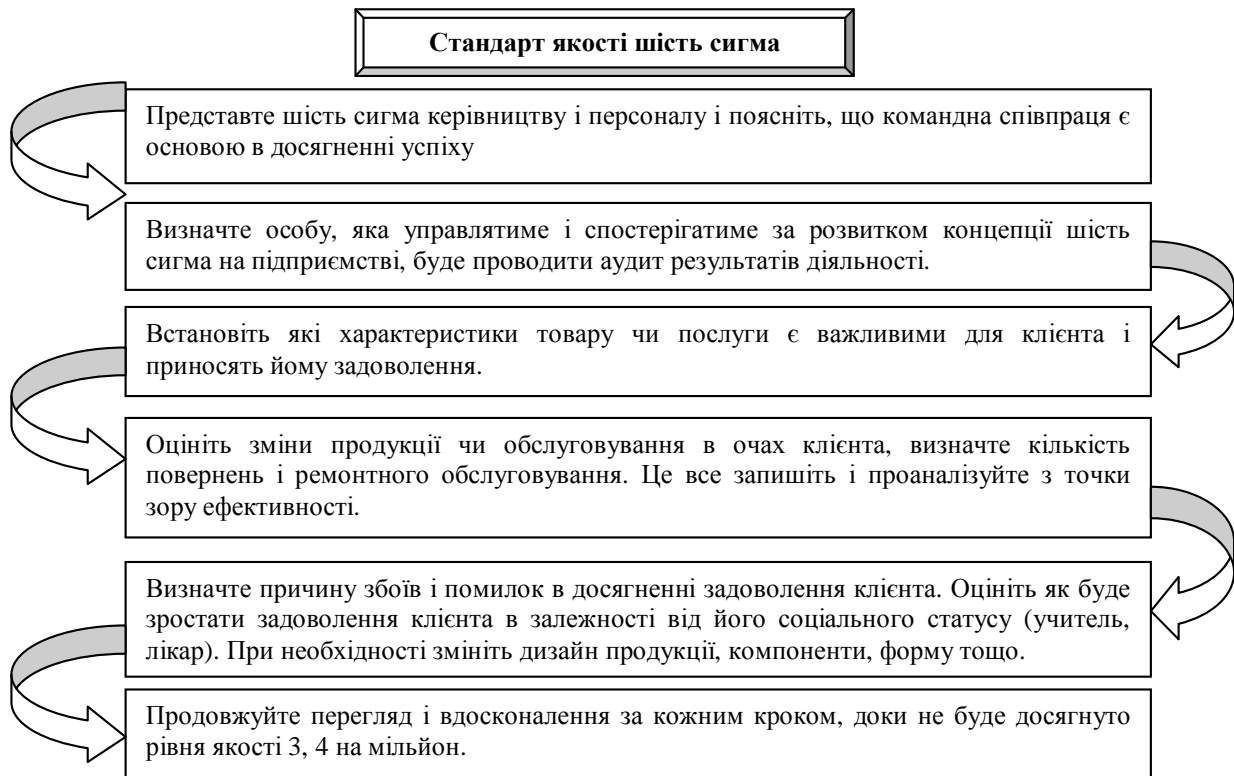 Стандарт якості шість сигма
Представте шість сигма керівництву і персоналу і поясніть, що командна співпраця є
основою в досягненні успіху
Визначте особу, яка управлятиме і спостерігатиме за розвитком концепції шість
сигма на підприємстві, буде проводити аудит результатів діяльності.
Встановіть які характеристики товару чи послуги є важливими для клієнта і
приносять йому задоволення.
Оцініть зміни продукції чи обслуговування в очах клієнта, визначте кількість
повернень і ремонтного обслуговування. Це все запишіть і проаналізуйте з точки
зору ефективності.
Визначте причину збоїв і помилок в досягненні задоволення клієнта. Оцініть як буде
зростати задоволення клієнта в залежності від його соціального статусу (учитель,
лікар). При необхідності змініть дизайн продукції, компоненти, форму тощо.
Продовжуйте перегляд і вдосконалення за кожним кроком, доки не буде досягнуто
рівня якості 3, 4 на мільйон.